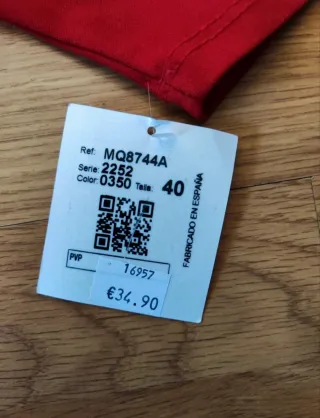 Ref: MQ8744A
Serie: 2252
Color: 0350 Talla: 40
FABRICADO EN ESPAÑA
PVP
16957
€34.90